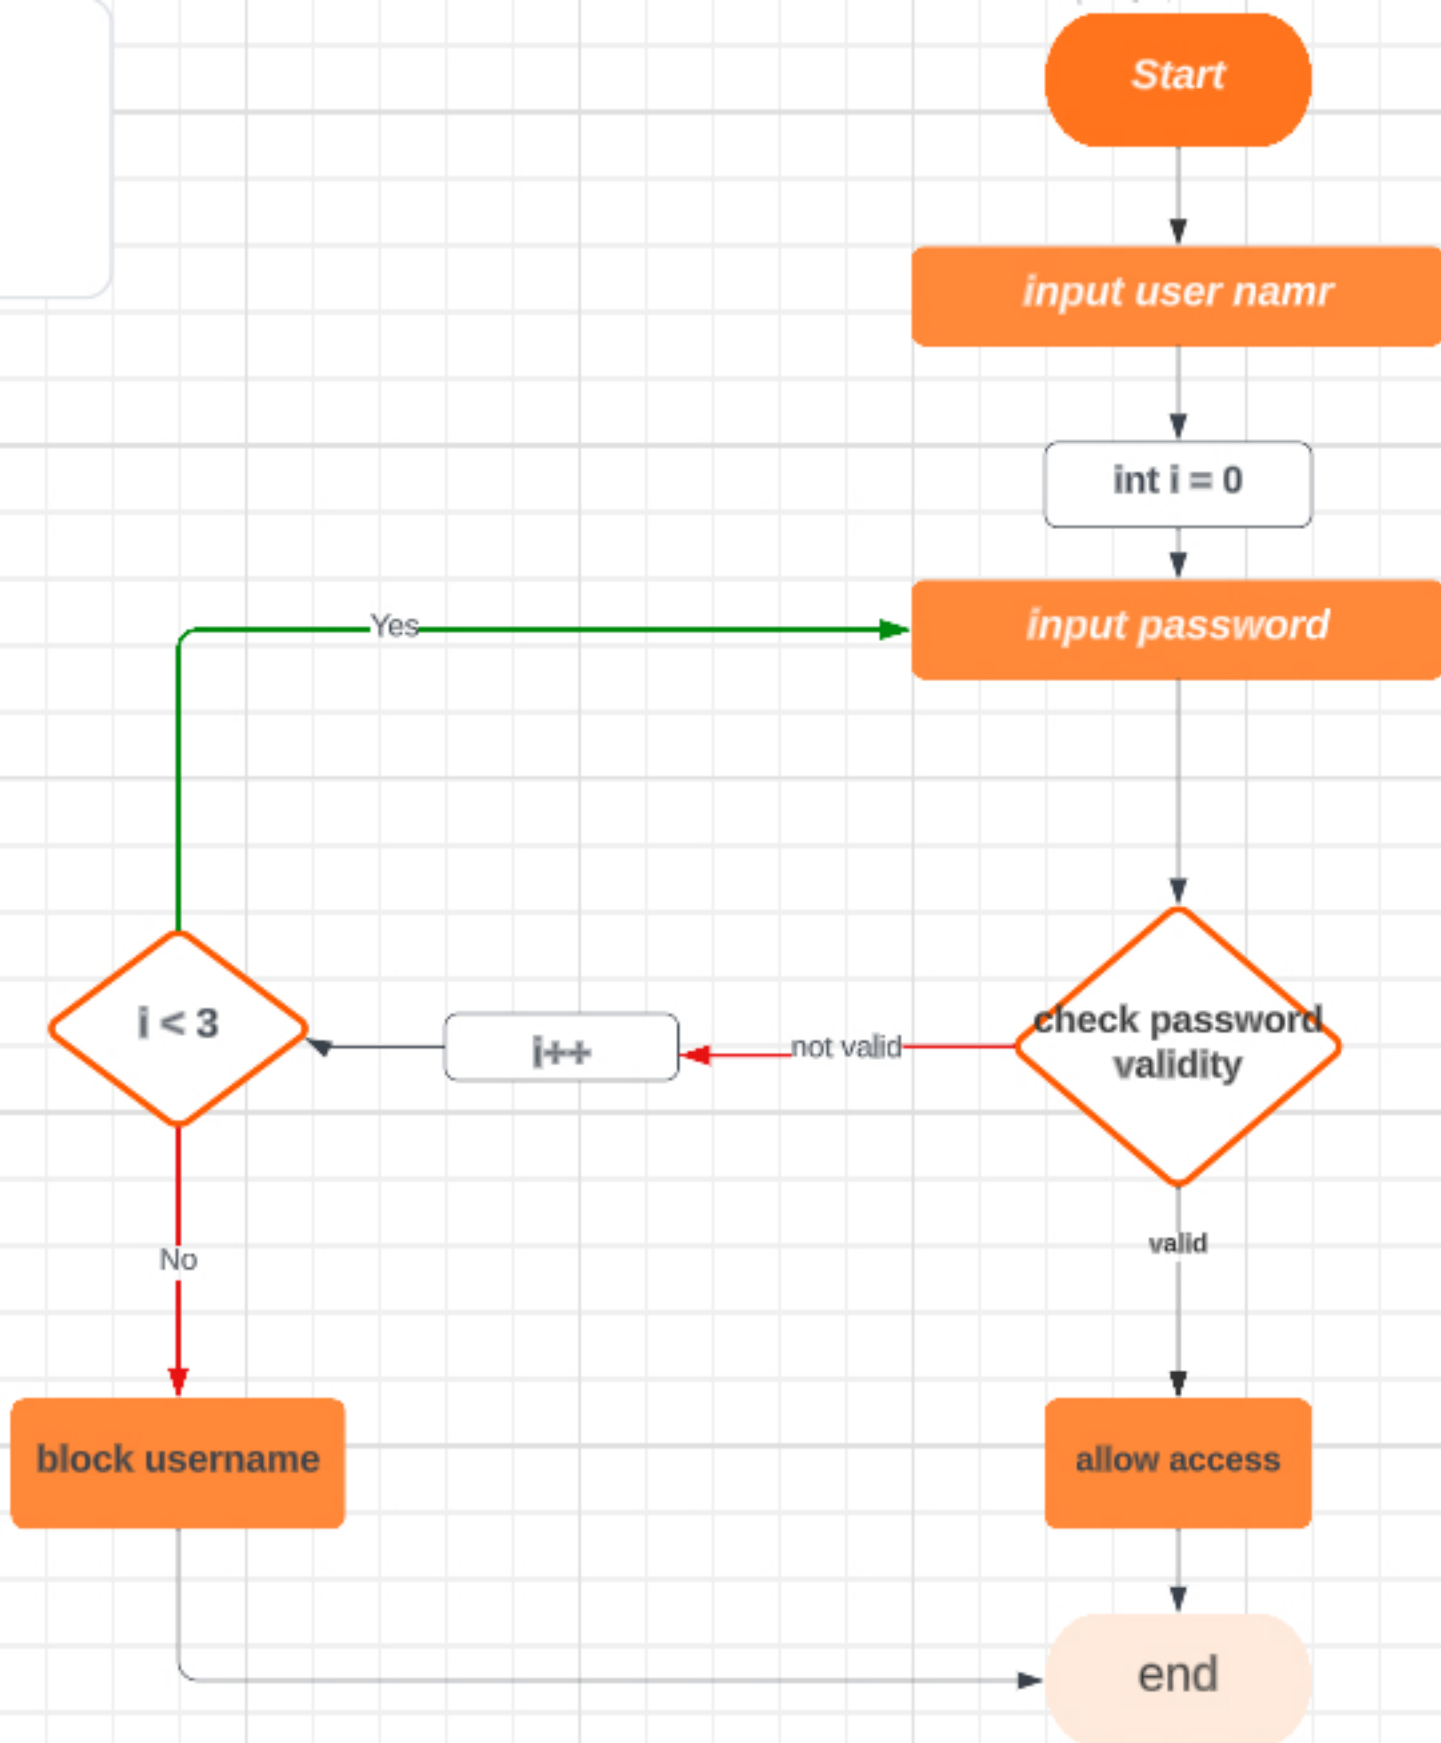 Start
input user namr
int i = 0
input password
Yes
check password
validity
not valid
i++
i < 3
valid
No
block username
allow access
end